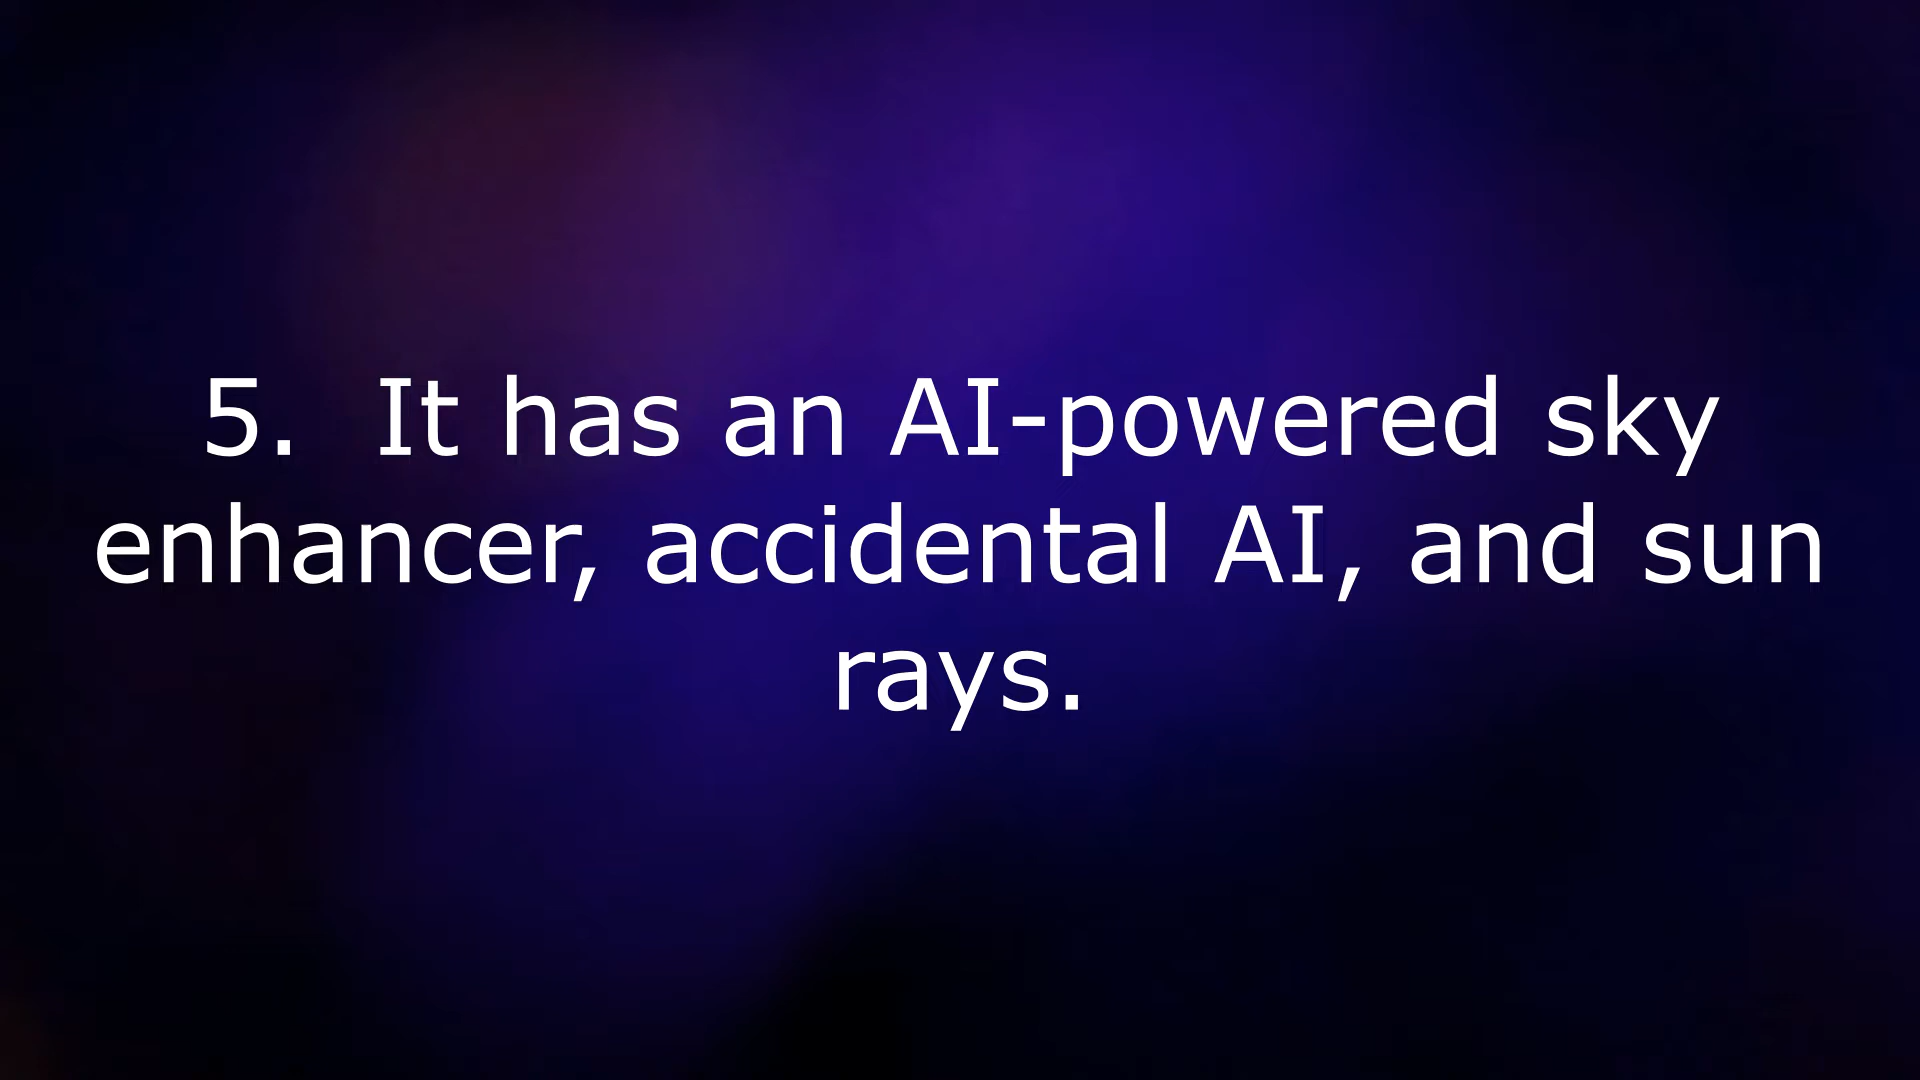 5.  It has an AI-powered sky
enhancer, accidental AI, and sun
rays.